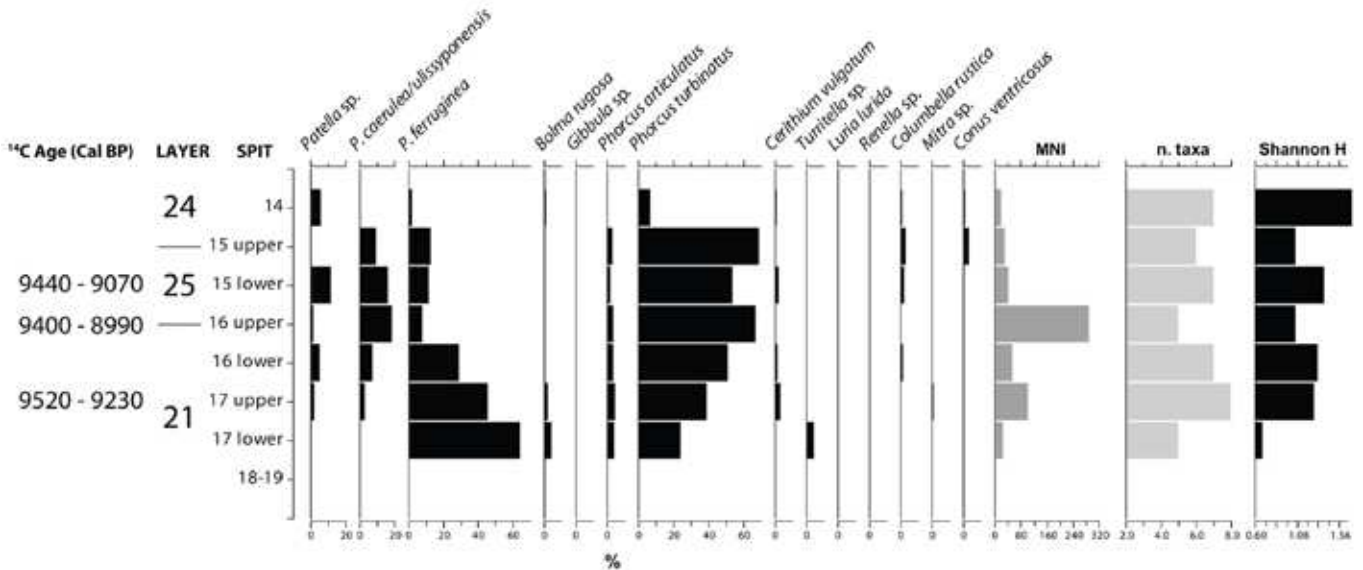 Patella sp.
P. caerulea/ulissyponensis
P. ferruginea
Bolma rugosa
Gibbula sp.
Phorcus articulatus
Phorcus turbinatus
Cerithium vulgatum
Turritella sp.
Luria lurida
Renella sp.
Columbella rustica
Mitra sp.
Conus ventricosus
¹⁴C Age (Cal BP) LAYER SPIT MNI n. taxa Shannon H
24 14
15 upper
9440 - 9070 25 15 lower
9400 - 8990 16 upper
16 lower
9520 - 9230 17 upper
21
17 lower
18-19
0 20 0 20 0 20 40 60 0 0 0 0 20 40 60 0 0 0 0 0 0 0 0 80 160 240 320 2.0 4.0 6.0 8.0 0.60 1.08 1.56
%